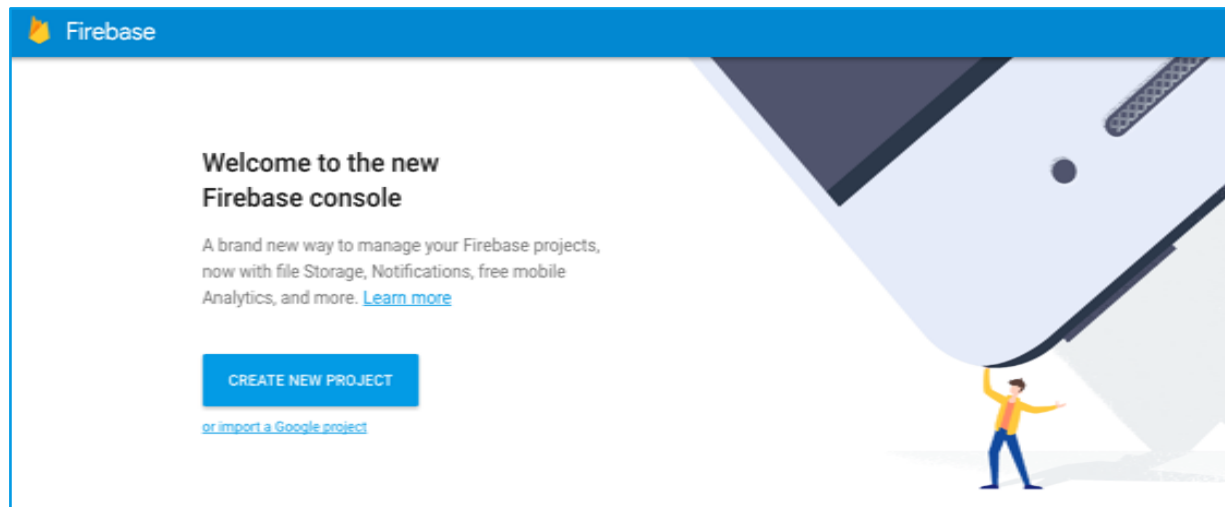 Firebase
Welcome to the new
Firebase console
A brand new way to manage your Firebase projects,
now with file Storage, Notifications, free mobile
Analytics, and more. Learn more
CREATE NEW PROJECT
or import a Google project